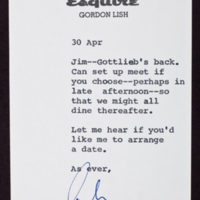 Esquire
GORDON LISH
30 Apr
Jim--Gottlieb's back.
Can set up meet if
you choose--perhaps in
late afternoon--so
that we might all
dine thereafter.
Let me hear if you'd
like me to arrange
a date.
As ever,